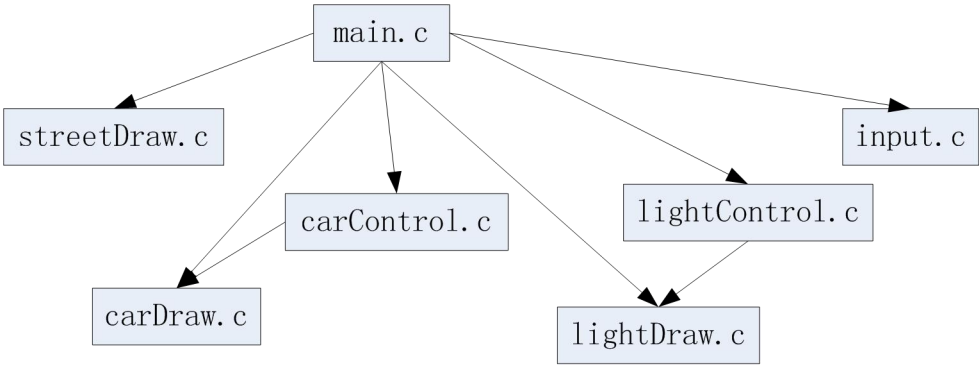 main.c
streetDraw.c
input.c
carControl.c
lightControl.c
carDraw.c
lightDraw.c